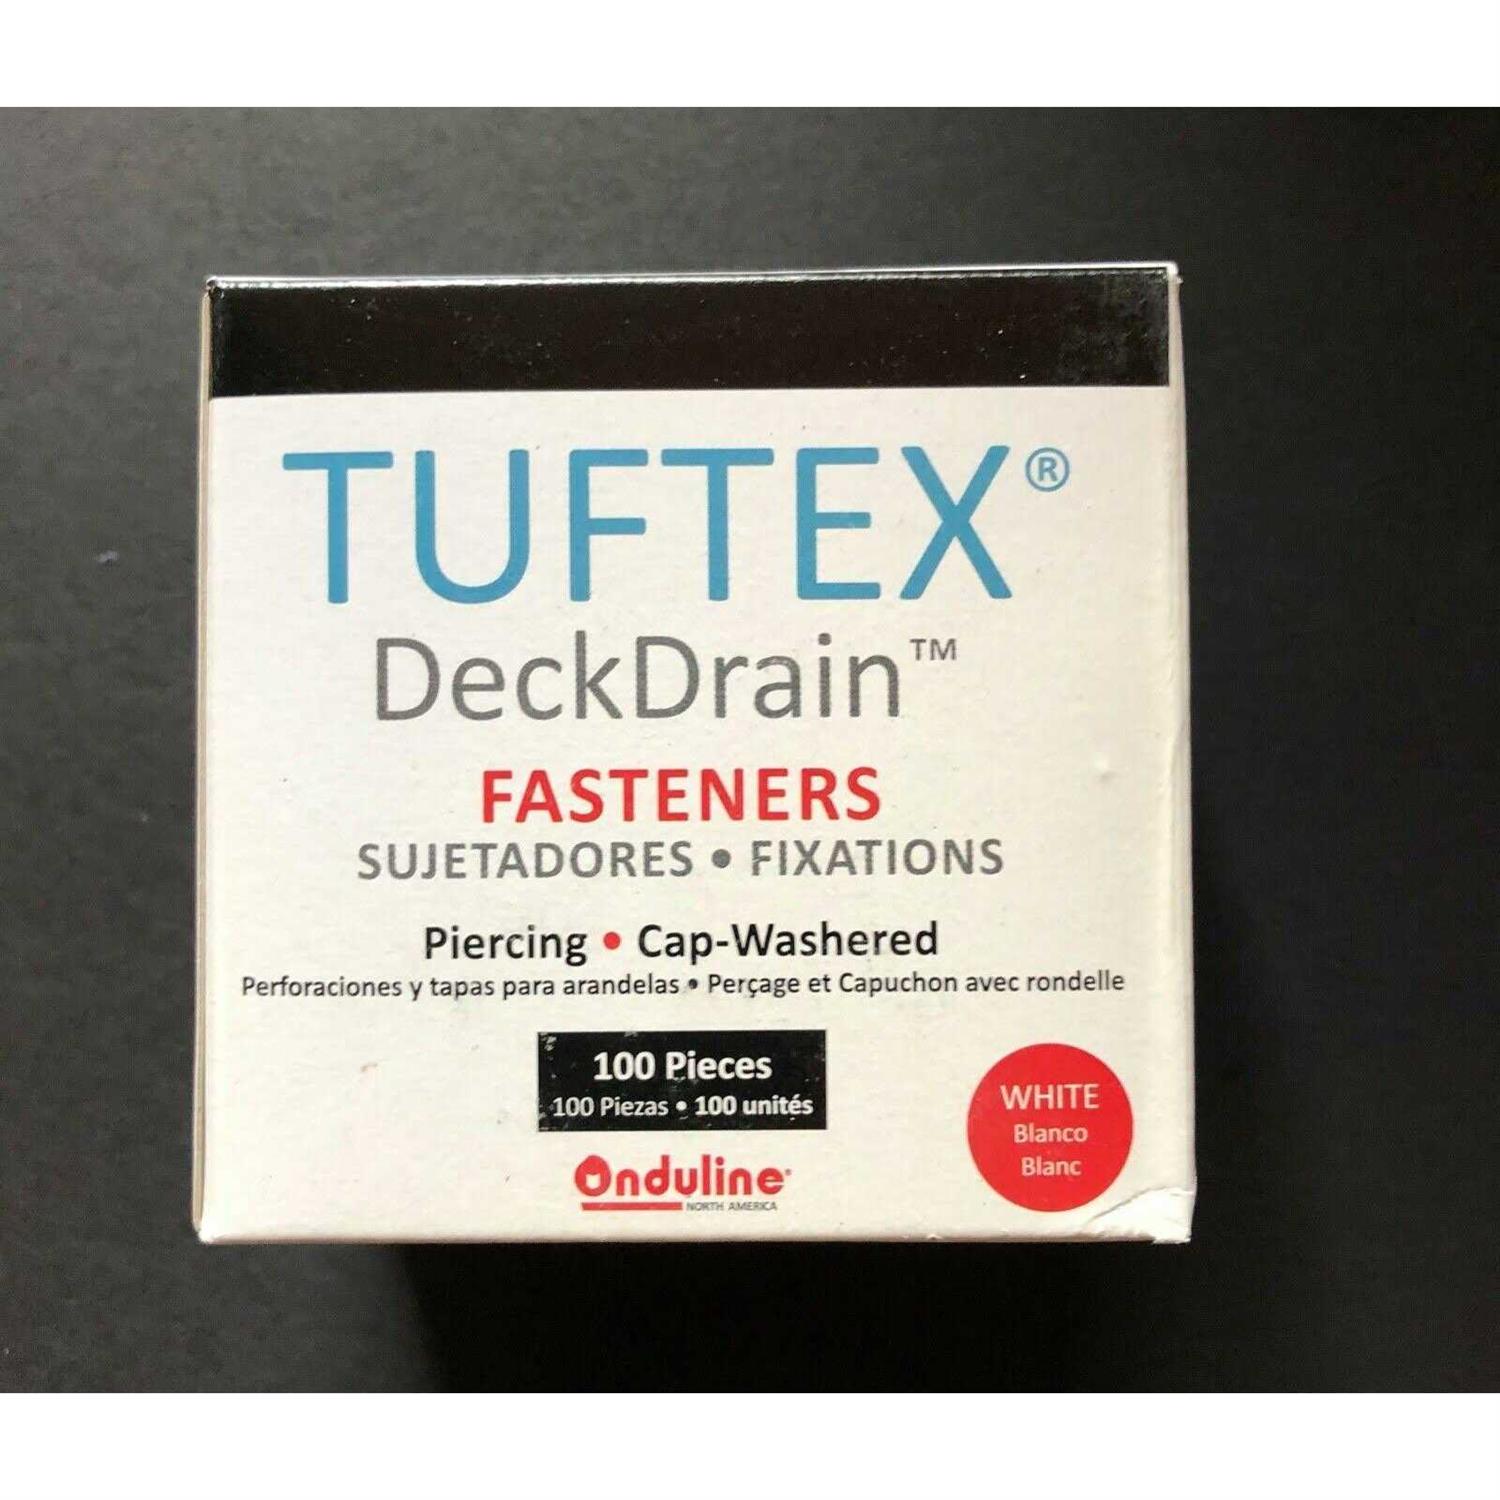 TUFTEX®
DeckDrain™
FASTENERS
SUJETADORES • FIXATIONS
Piercing • Cap-Washered
Perforaciones y tapas para arandelas • Perçage et Capuchon avec rondelle
100 Pieces
100 Piezas • 100 unités
WHITE
Blanco
Blanc
Onduline®
NORTH AMERICA